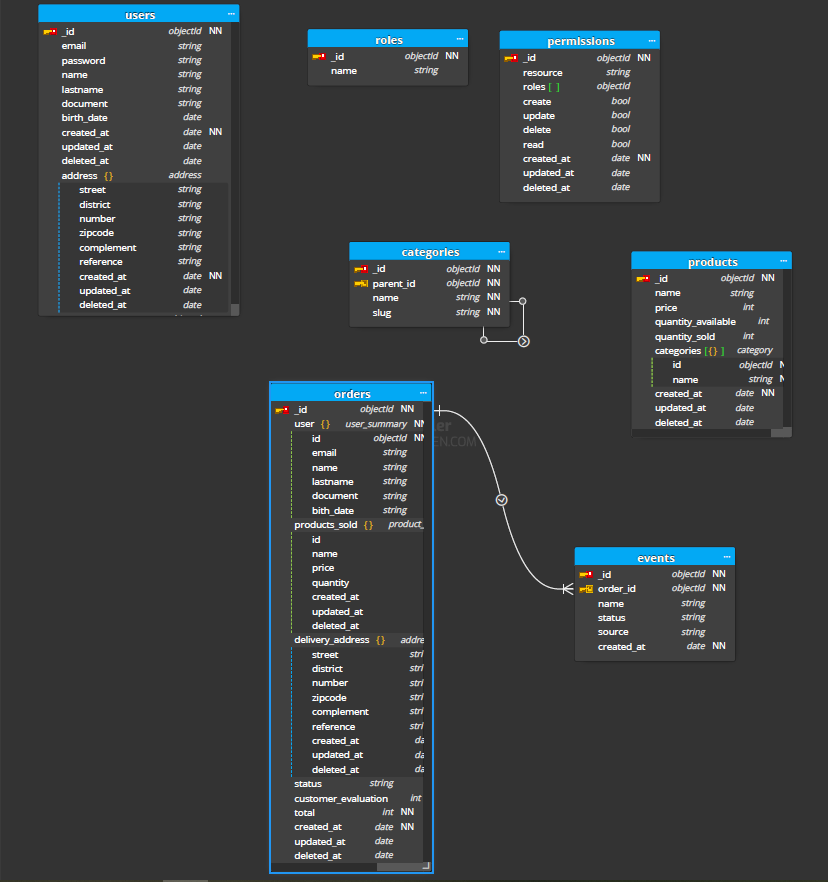 users ...
_id objectId NN
email string
password string
name string
lastname string
document string
birth_date date
created_at date NN
updated_at date
deleted_at date
address {} address
street string
district string
number string
zipcode string
complement string
reference string
created_at date NN
updated_at date
deleted_at date
roles ...
_id objectId NN
name string
permissions ...
_id objectId NN
resource string
roles [ ] objectId
create bool
update bool
delete bool
read bool
created_at date NN
updated_at date
deleted_at date
categories ...
_id objectId NN
parent_id objectId NN
name string NN
slug string NN
products ...
_id objectId NN
name string
price int
quantity_available int
quantity_sold int
categories [{} ] category
id objectId N
name string N
created_at date NN
updated_at date
deleted_at date
orders ...
_id objectId NN
user {} user_summary NN
id objectId NN
email string
name string
lastname string
document string
bith_date string
products_sold {} product_
id
name
price
quantity
created_at
updated_at
deleted_at
delivery_address {} addre
street stri
district stri
number stri
zipcode stri
complement stri
reference stri
created_at da
updated_at da
deleted_at da
status string
customer_evaluation int
total int NN
created_at date NN
updated_at date
deleted_at date
ler
EN.COM
events ...
_id objectId NN
order_id objectId NN
name string
status string
source string
created_at date NN